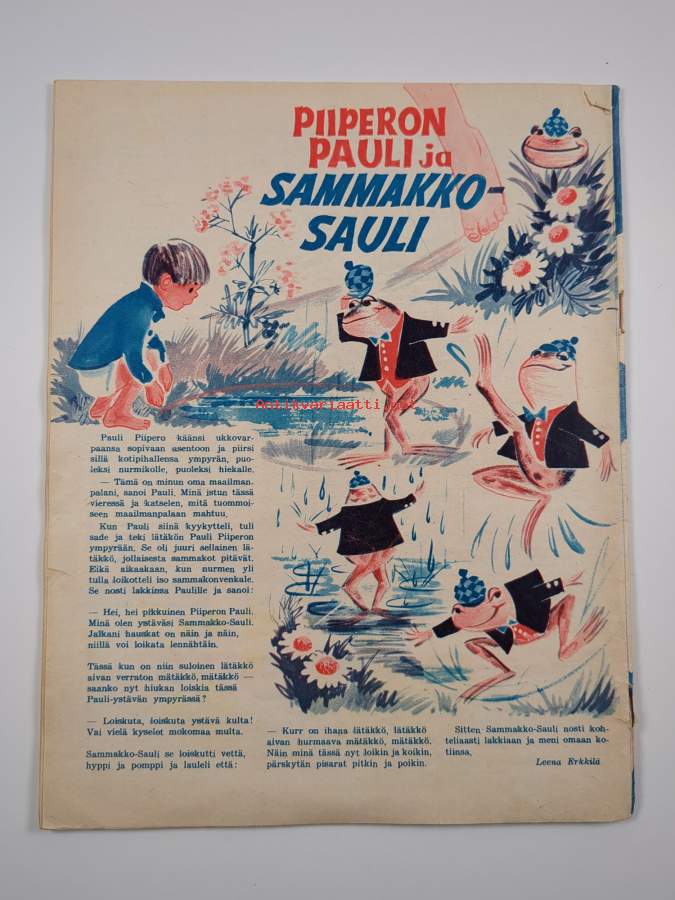 PIIPERON
PAULI ja
SAMMAKKO-
SAULI
Antikvariaatti.net
Pauli Piipero käänsi ukkovar-
paansa sopivaan asentoon ja piirsi
sillä kotipihallensa ympyrän, puo-
leksi nurmikolle, puoleksi hiekalle.
— Tämä on minun oma maailman-
palani, sanoi Pauli. Minä istun tässä
vieressä ja katselen, mitä tuommoi-
seen maailmanpalaan mahtuu.
Kun Pauli siinä kyykytteli, tuli
sade ja teki lätäkön Pauli Piiperon
ympyrään. Se oli juuri sellainen lä-
täkkö, jollaisesta sammakot pitävät.
Eikä aikaakaan, kun nurmen yli
tulla loikotteli iso sammakonvenkale.
Se nosti lakkinsa Paulille ja sanoi:
— Hei, hei pikkuinen Piiperon Pauli.
Minä olen ystäväsi Sammakko-Sauli.
Jalkani hauskat on näin ja näin,
niillä voi loikata lennähtäin.
Tässä kun on niin suloinen lätäkkö
aivan verraton mätäkkö, mätäkkö —
saanko nyt hiukan loiskia tässä
Pauli-ystävän ympyrässä?
— Loiskuta, loiskuta ystävä kulta!
Vai vielä kyselet mokomaa multa.
Sammakko-Sauli se loiskutti vettä,
hyppi ja pomppi ja lauleli että:
— Kurr on ihana lätäkkö, lätäkkö
aivan hurmaava mätäkkö, mätäkkö.
Näin minä tässä nyt loikin ja koikin,
pärskytän pisarat pitkin ja poikin.
Sitten Sammakko-Sauli nosti koh-
teliaasti lakkiaan ja meni omaan ko-
tiinsa.
Leena Erkkilä